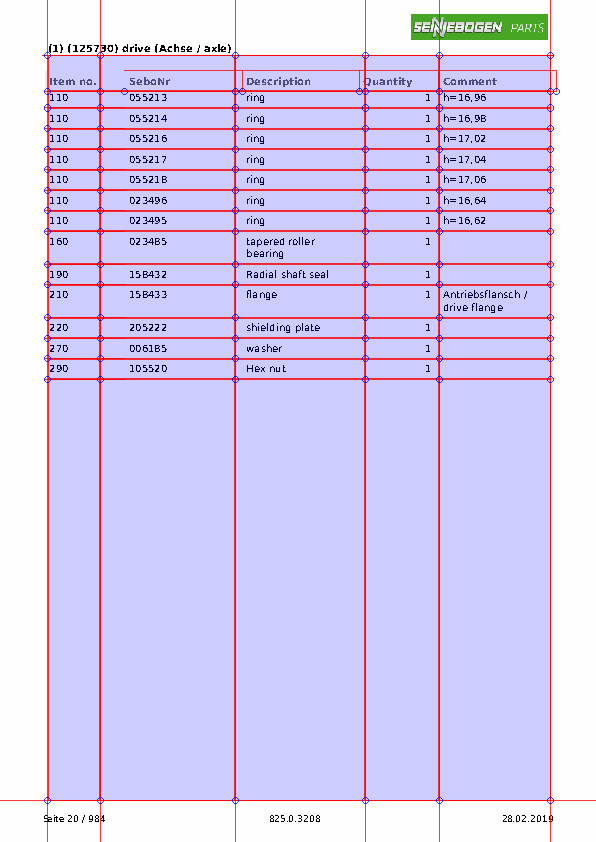 SENNEBOGEN PARTS
(1) (125730) drive (Achse / axle)
Item no. SeboNr Description Quantity Comment
110 055213 ring 1 h=16,96
110 055214 ring 1 h=16,98
110 055216 ring 1 h=17,02
110 055217 ring 1 h=17,04
110 055218 ring 1 h=17,06
110 023496 ring 1 h=16,64
110 023495 ring 1 h=16,62
160 023485 tapered roller 1
bearing
190 158432 Radial shaft seal 1
210 158433 flange 1 Antriebsflansch /
drive flange
220 205222 shielding plate 1
270 006185 washer 1
290 105520 Hex nut 1
Seite 20 / 984 825.0.3208 28.02.2019